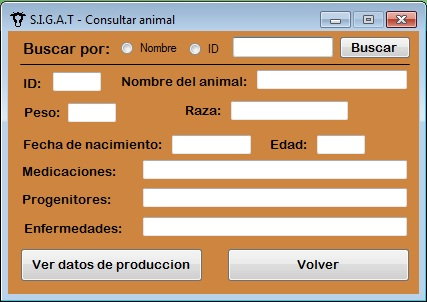 S.I.G.A.T - Consultar animal
Buscar por: Nombre ID Buscar
ID: Nombre del animal:
Peso: Raza:
Fecha de nacimiento: Edad:
Medicaciones:
Progenitores:
Enfermedades:
Ver datos de produccion Volver